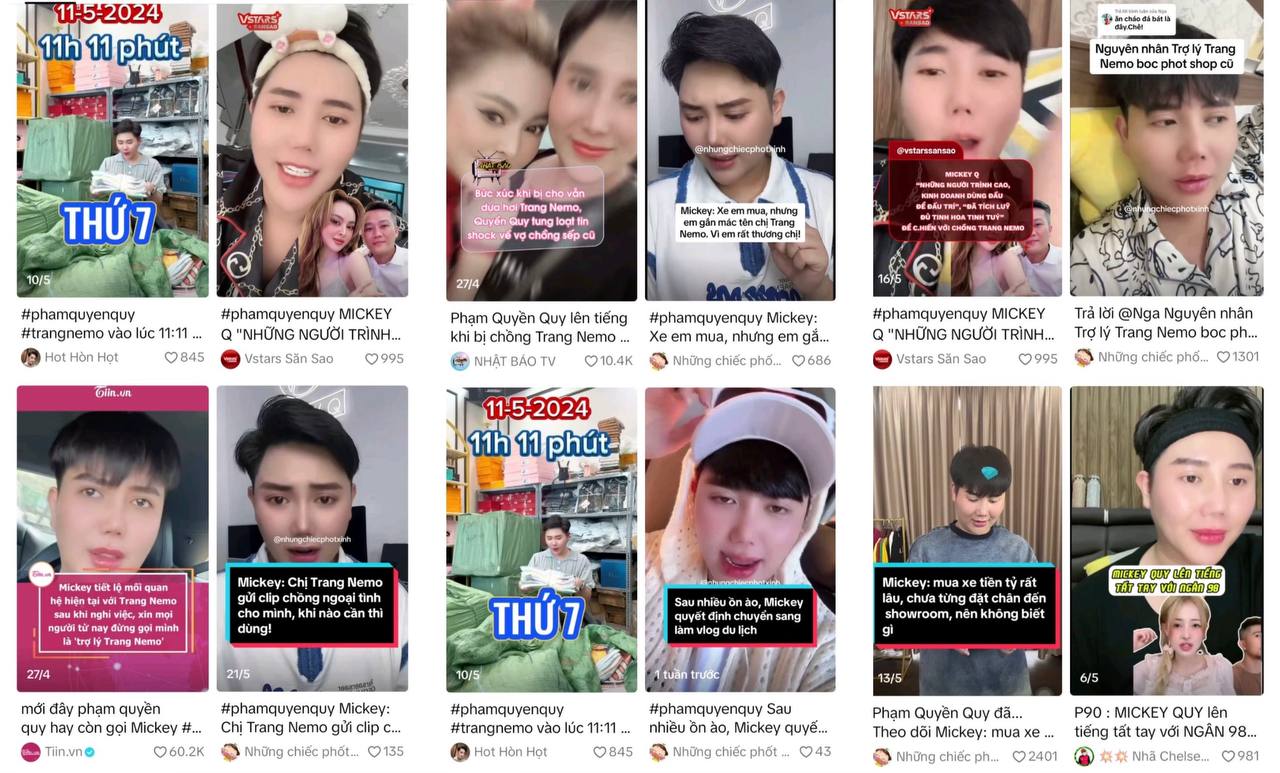 11-5-2024
11h 11 phút
THỨ 7
10/5
#phamquyenquy
#trangnemo vào lúc 11:11 ...
Hot Hòn Họt
845
VSTARS
SANSAO
#phamquyenquy MICKEY
Q "NHỮNG NGƯỜI TRÌNH...
Vstars Săn Sao
995
NHẬT BÁO
Bức xúc khi bị cho vằn
dựa hơi Trang Nemo,
Quyền Quy tung loạt tin
shock về vợ chồng sếp cũ
27/4
Phạm Quyền Quy lên tiếng
khi bị chồng Trang Nemo ...
NHẬT BÁO TV
10.4K
@nhungchiecphotxinh
Mickey: Xe em mua, nhưng
em gắn mác tên chị Trang
Nemo. Vì em rất thương chị!
#phamquyenquy Mickey:
Xe em mua, nhưng em gắ...
Những chiếc phố...
686
VSTARS
SANSAO
@vstarssansao
MICKEY Q
"NHỮNG NGƯỜI TRÌNH CAO,
KINH DOANH DÙNG ĐẦU
ĐỂ ĐẤU TRÍ", "ĐÃ TÍCH LUỸ
ĐỦ TINH HOA TINH TUÝ"
ĐỂ C.HIẾN VỚI CHỒNG TRANG NEMO
16/5
#phamquyenquy MICKEY
Q "NHỮNG NGƯỜI TRÌNH...
Vstars Săn Sao
995
Trả lời bình luận của Nga
ăn cháo đá bát là
đây.Chê!
Nguyên nhân Trợ lý Trang
Nemo boc phot shop cũ
@nhungchiecphotxinh
Trả lời @Nga Nguyên nhân
Trợ lý Trang Nemo boc ph...
Những chiếc phố...
1301
Tiin.vn
Tiin.vn
Mickey tiết lộ mối quan
hệ hiện tại với Trang Nemo
sau khi nghỉ việc, xin mọi
người từ nay đừng gọi mình
là 'trợ lý Trang Nemo'
27/4
mới đây phạm quyền
quy hay còn gọi Mickey #...
Tiin.vn
60.2K
@nhungchiecphotxinh
Mickey: Chị Trang Nemo
gửi clip chồng ngoại tình
cho mình, khi nào cần thì
dùng!
21/5
#phamquyenquy Mickey:
Chị Trang Nemo gửi clip c...
Những chiếc phốt...
135
11-5-2024
11h 11 phút
THỨ 7
10/5
#phamquyenquy
#trangnemo vào lúc 11:11 ...
Hot Hòn Họt
845
@nhungchiecphotxinh
Sau nhiều ồn ào, Mickey
quyết định chuyển sang
làm vlog du lịch
1 tuần trước
#phamquyenquy Sau
nhiều ồn ào, Mickey quyế...
Những chiếc phốt ...
43
Mickey: mua xe tiền tỷ rất
lâu, chưa từng đặt chân đến
showroom, nên không biết
gì
13/5
Phạm Quyền Quy đã...
Theo dõi Mickey: mua xe ...
Những chiếc ph...
2401
MICKEY QUY LÊN TIẾNG
TẤT TAY VỚI NGÂN 98
6/5
P90 : MICKEY QUY lên
tiếng tất tay với NGÂN 98...
Nhã Chelse...
981